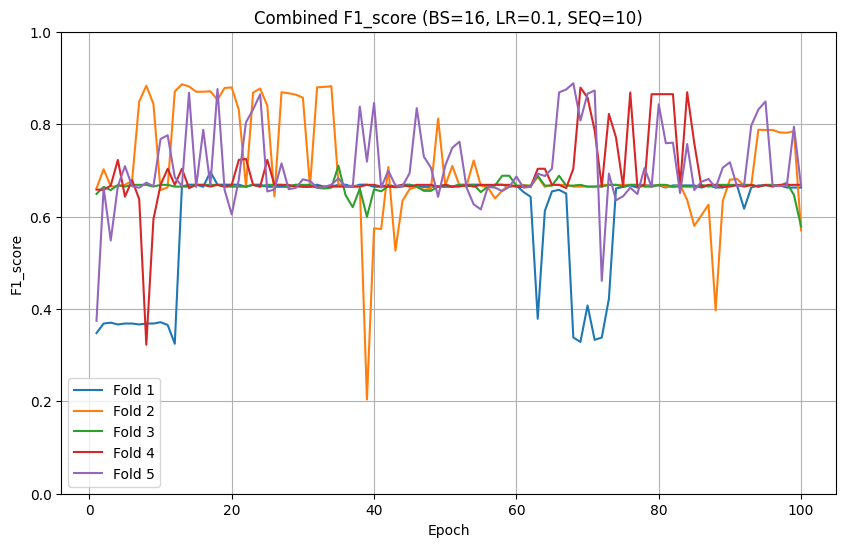 Combined F1_score (BS=16, LR=0.1, SEQ=10)
1.0
0.8
0.6
0.4
0.2
0.0
F1_score
Fold 1
Fold 2
Fold 3
Fold 4
Fold 5
0 20 40 60 80 100
Epoch